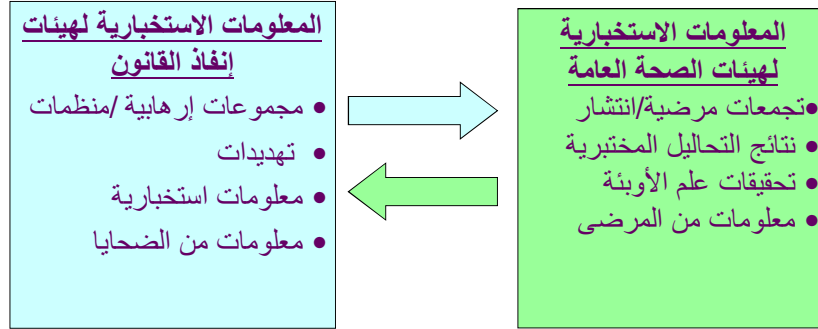 المعلومات الاستخبارية
لهيئات الصحة العامة
•تجمعات مرضية/انتشار
• نتائج التحاليل المختبرية
• تحقيقات علم الأوبئة
• معلومات من المرضى
المعلومات الاستخبارية لهيئات
إنفاذ القانون
• مجموعات إرهابية /منظمات
• تهديدات
• معلومات استخبارية
• معلومات من الضحايا